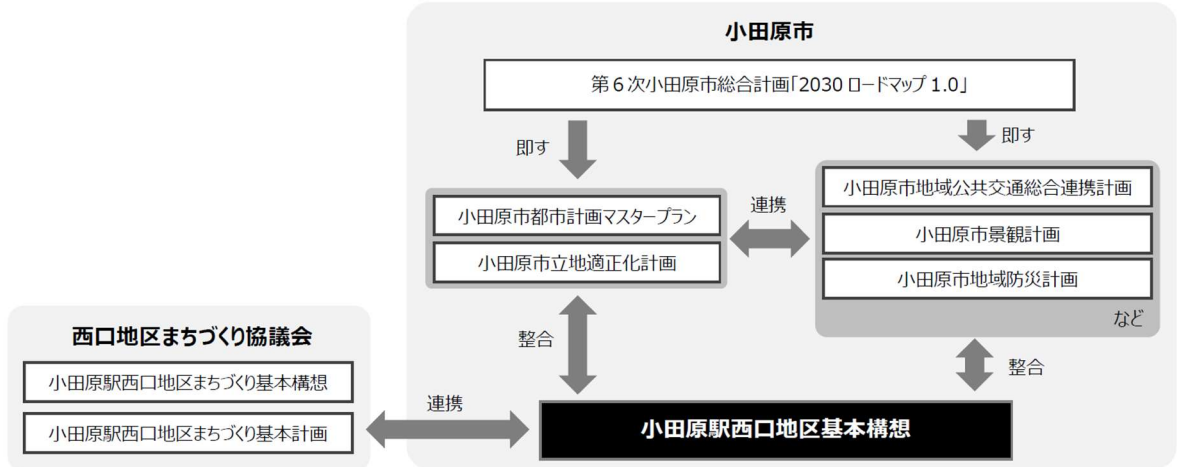 小田原市
第6次小田原市総合計画「2030ロードマップ1.0」
即す
即す
小田原市都市計画マスタープラン
小田原市立地適正化計画
連携
小田原市地域公共交通総合連携計画
小田原市景観計画
小田原市地域防災計画
など
整合
整合
西口地区まちづくり協議会
小田原駅西口地区まちづくり基本構想
小田原駅西口地区まちづくり基本計画
連携
小田原駅西口地区基本構想